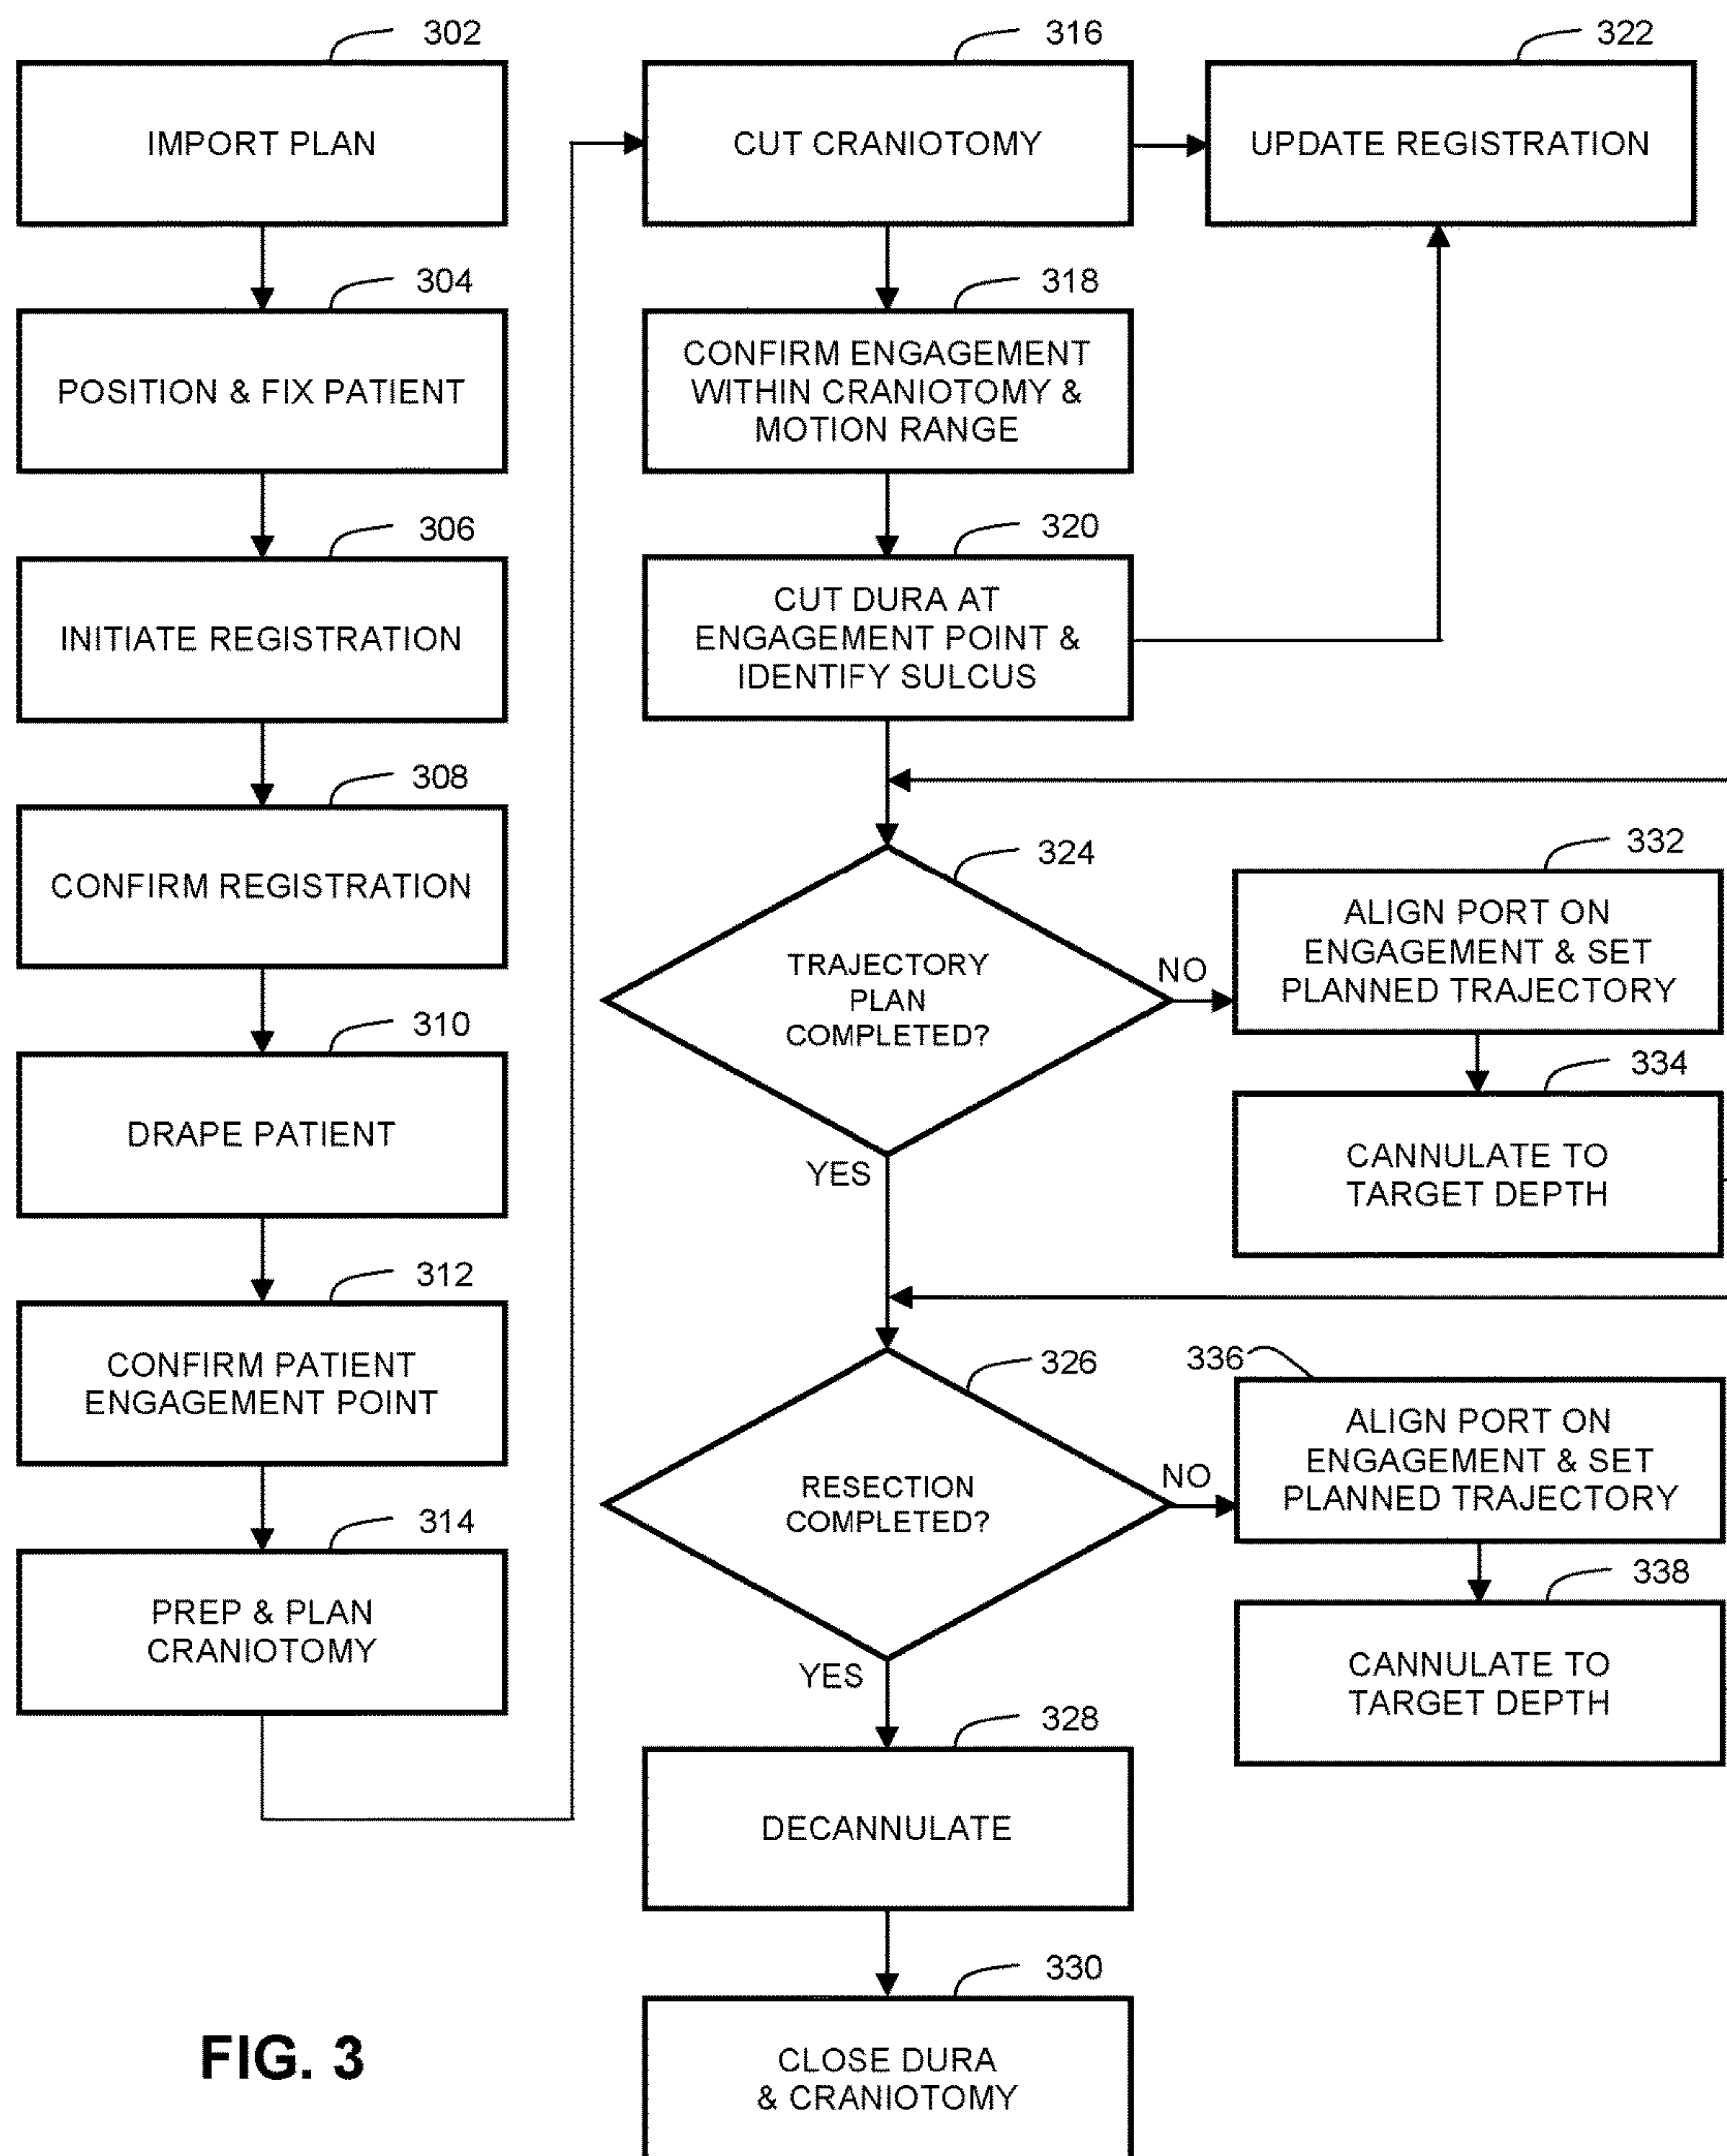 302
IMPORT PLAN
304
POSITION & FIX PATIENT
306
INITIATE REGISTRATION
308
CONFIRM REGISTRATION
310
DRAPE PATIENT
312
CONFIRM PATIENT
ENGAGEMENT POINT
314
PREP & PLAN
CRANIOTOMY
316
CUT CRANIOTOMY
318
CONFIRM ENGAGEMENT
WITHIN CRANIOTOMY &
MOTION RANGE
320
CUT DURA AT
ENGAGEMENT POINT &
IDENTIFY SULCUS
322
UPDATE REGISTRATION
324
TRAJECTORY
PLAN
COMPLETED?
NO
YES
332
ALIGN PORT ON
ENGAGEMENT & SET
PLANNED TRAJECTORY
334
CANNULATE TO
TARGET DEPTH
326
RESECTION
COMPLETED?
NO
YES
336
ALIGN PORT ON
ENGAGEMENT & SET
PLANNED TRAJECTORY
338
CANNULATE TO
TARGET DEPTH
328
DECANNULATE
330
CLOSE DURA
& CRANIOTOMY
FIG. 3